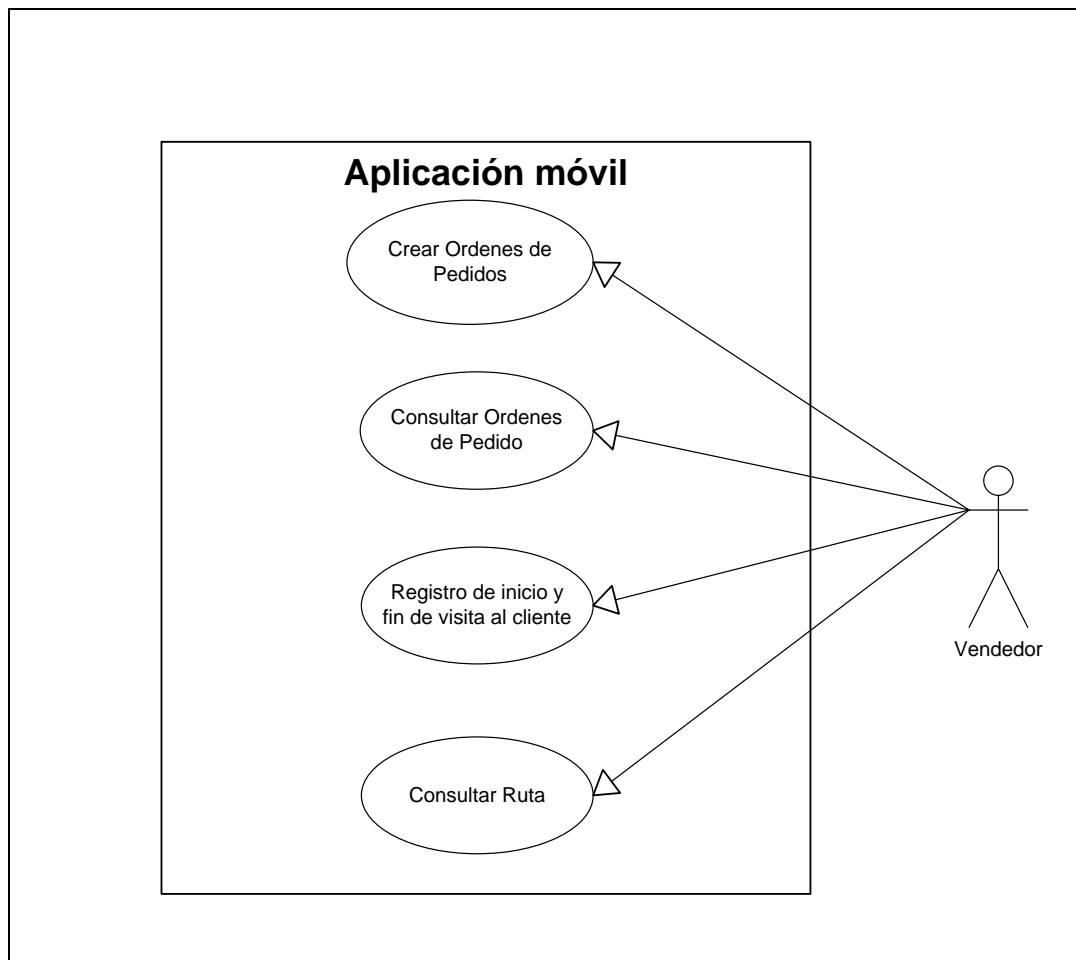 Aplicación móvil
Crear Ordenes de
Pedidos
Consultar Ordenes
de Pedido
Registro de inicio y
fin de visita al cliente
Vendedor
Consultar Ruta